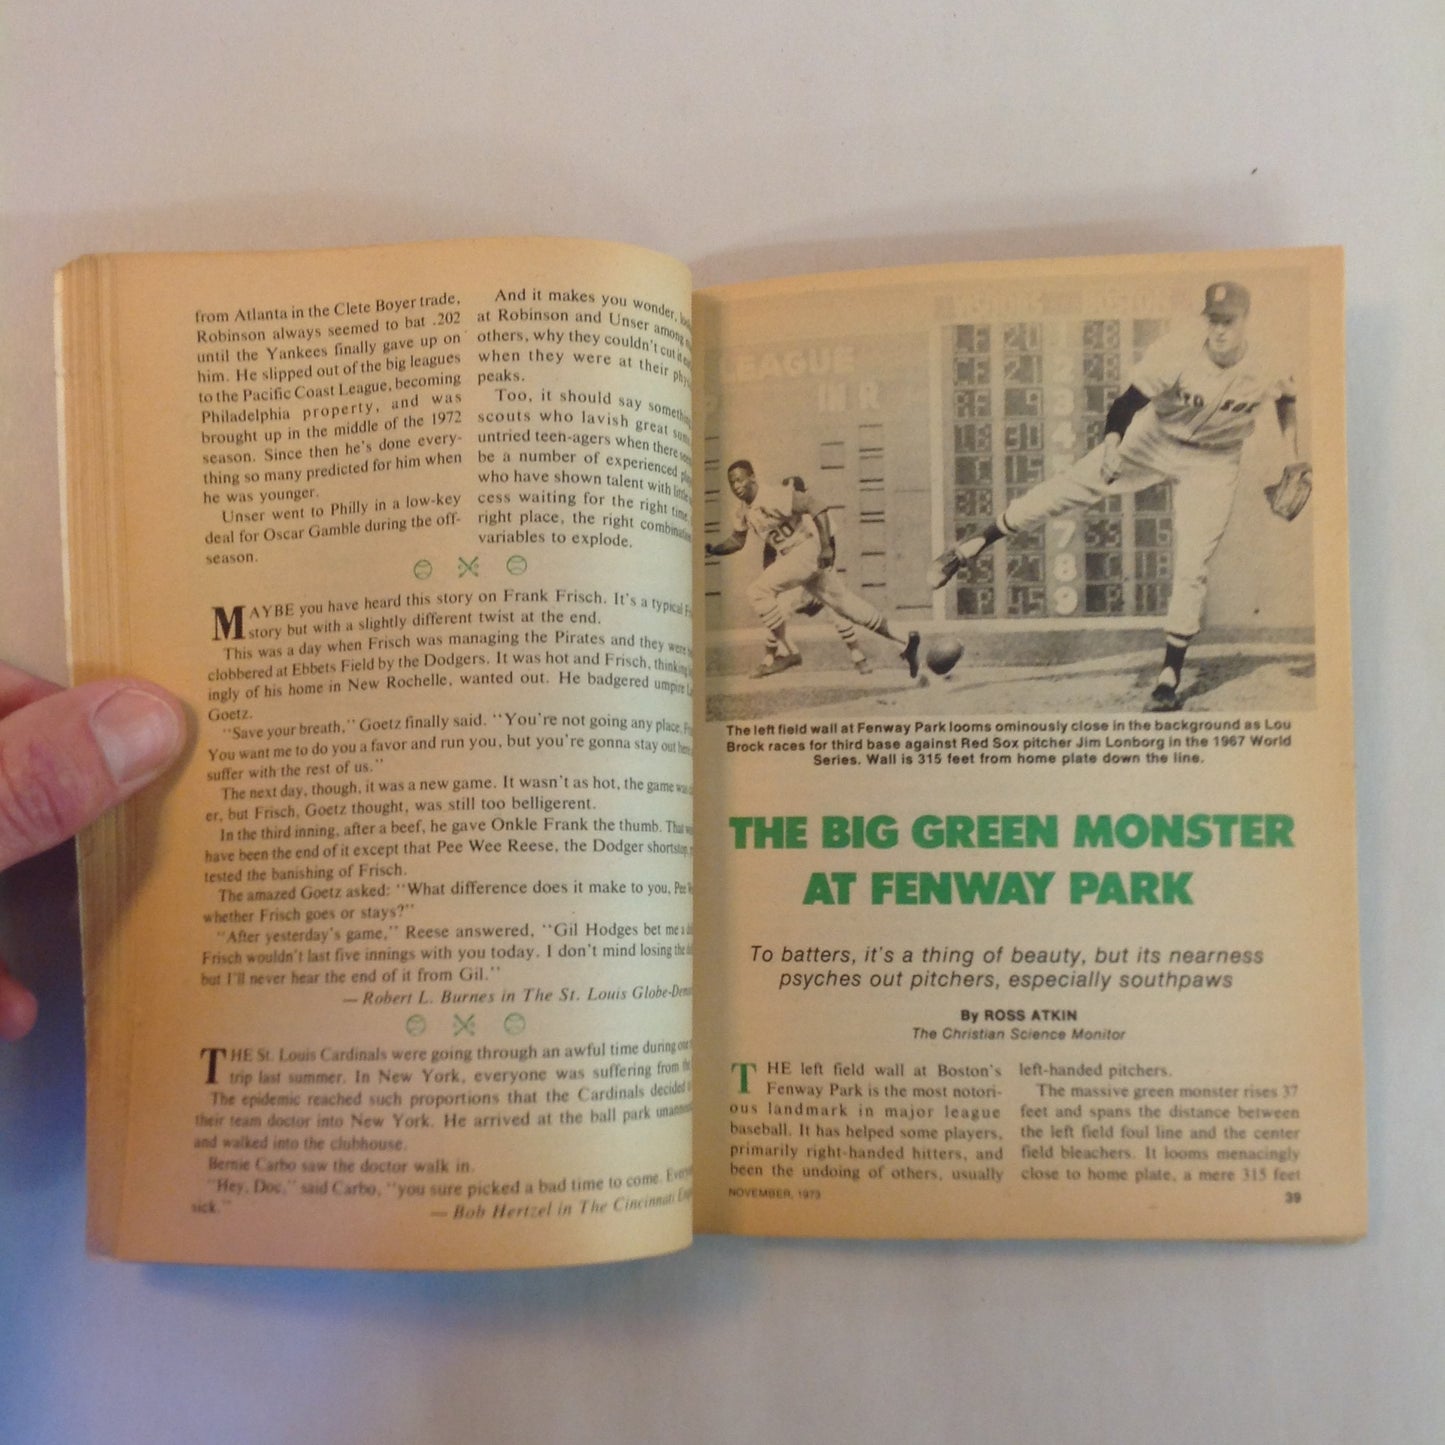 from Atlanta in the Clete Boyer trade,
Robinson always seemed to bat .202
until the Yankees finally gave up on
him. He slipped out of the big leagues
to the Pacific Coast League, becoming
Philadelphia property, and was
brought up in the middle of the 1972
season. Since then he's done every-
thing so many predicted for him when
he was younger.
Unser went to Philly in a low-key
deal for Oscar Gamble during the off-
season.
And it makes you wonder,
at Robinson and Unser among
others, why they couldn't cut it
when they were at their
peaks.
Too, it should say
scouts who lavish great
untried teen-agers when there
be a number of experienced
who have shown talent with little
cess waiting for the right time,
right place, the right
variables to explode.
MAYBE you have heard this story on Frank Frisch. It's a typical
story but with a slightly different twist at the end.
This was a day when Frisch was managing the Pirates and they were
clobbered at Ebbets Field by the Dodgers. It was hot and Frisch,
ingly of his home in New Rochelle, wanted out. He badgered umpire
Goetz.
"Save your breath," Goetz finally said. "You're not going any place,
You want me to do you a favor and run you, but you're gonna stay out here
suffer with the rest of us."
The next day, though, it was a new game. It wasn't as hot, the game was
er, but Frisch, Goetz thought, was still too belligerent.
In the third inning, after a beef, he gave Onkle Frank the thumb. That
have been the end of it except that Pee Wee Reese, the Dodger shortstop,
tested the banishing of Frisch.
The amazed Goetz asked: "What difference does it make to you, Pee
whether Frisch goes or stays?"
"After yesterday's game," Reese answered, "Gil Hodges bet me a
Frisch wouldn't last five innings with you today. I don't mind losing the
but I'll never hear the end of it from Gil."
— Robert L. Burnes in The St. Louis
THE St. Louis Cardinals were going through an awful time during one
trip last summer. In New York, everyone was suffering from the
The epidemic reached such proportions that the Cardinals decided
their team doctor into New York. He arrived at the ball park
and walked into the clubhouse.
Bernie Carbo saw the doctor walk in.
"Hey, Doc," said Carbo, "you sure picked a bad time to come.
sick."
— Bob Hertzel in The Cincinnati
The left field wall at Fenway Park looms ominously close in the background as Lou
Brock races for third base against Red Sox pitcher Jim Lonborg in the 1967 World
Series. Wall is 315 feet from home plate down the line.
THE BIG GREEN MONSTER
AT FENWAY PARK
To batters, it's a thing of beauty, but its nearness
psyches out pitchers, especially southpaws
By ROSS ATKIN
The Christian Science Monitor
THE left field wall at Boston's
Fenway Park is the most notori-
ous landmark in major league
baseball. It has helped some players,
primarily right-handed hitters, and
been the undoing of others, usually
left-handed pitchers.
The massive green monster rises 37
feet and spans the distance between
the left field foul line and the center
field bleachers. It looms menacingly
close to home plate, a mere 315 feet
NOVEMBER, 1973
39